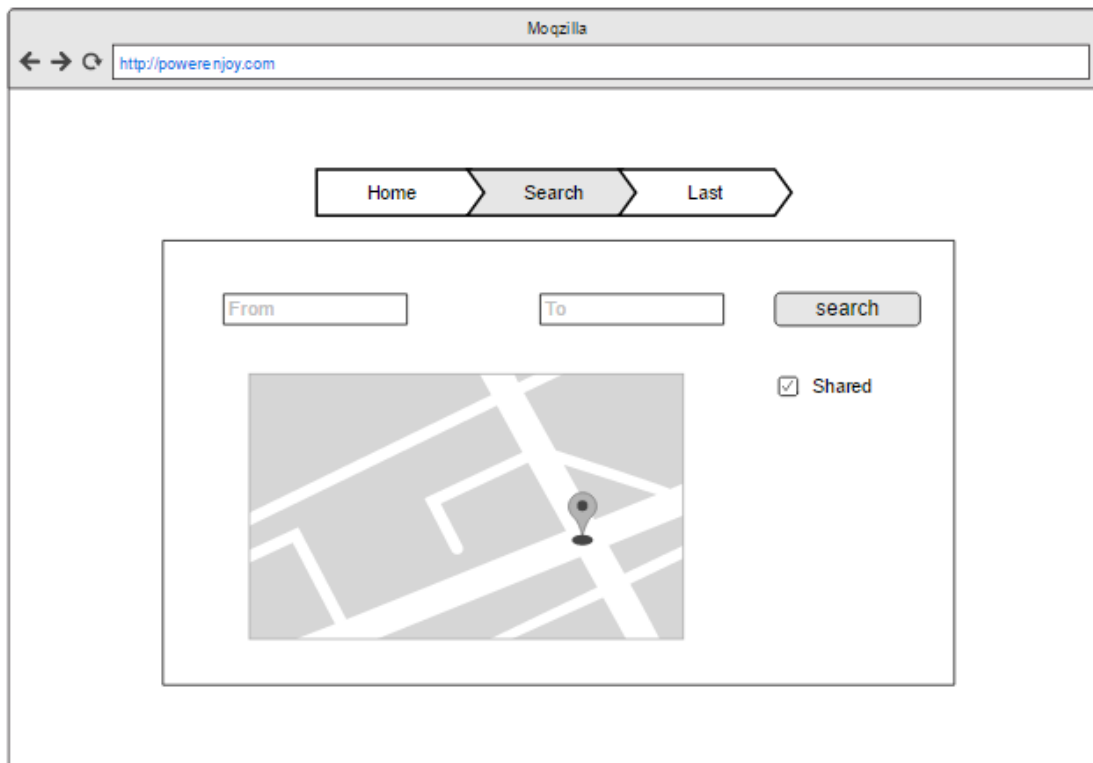 Moqzilla
http://powerenjoy.com
Home Search Last
From To search
Shared